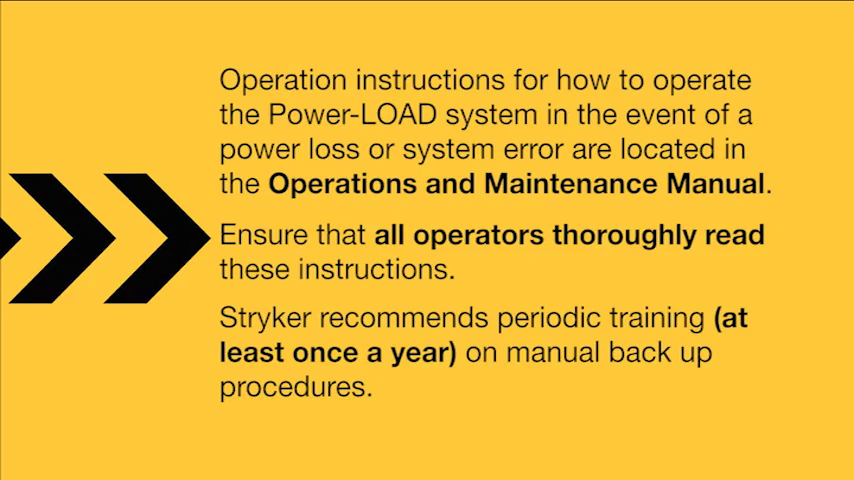 Operation instructions for how to operate
the Power-LOAD system in the event of a
power loss or system error are located in
the Operations and Maintenance Manual.
Ensure that all operators thoroughly read
these instructions.
Stryker recommends periodic training (at
least once a year) on manual back up
procedures.